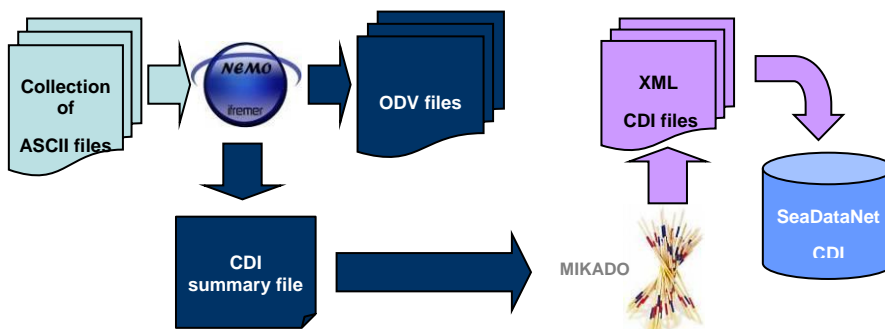 Collection
of
ASCII files
NeMO
ifremer
ODV files
CDI
summary file
MIKADO
XML
CDI files
SeaDataNet
CDI